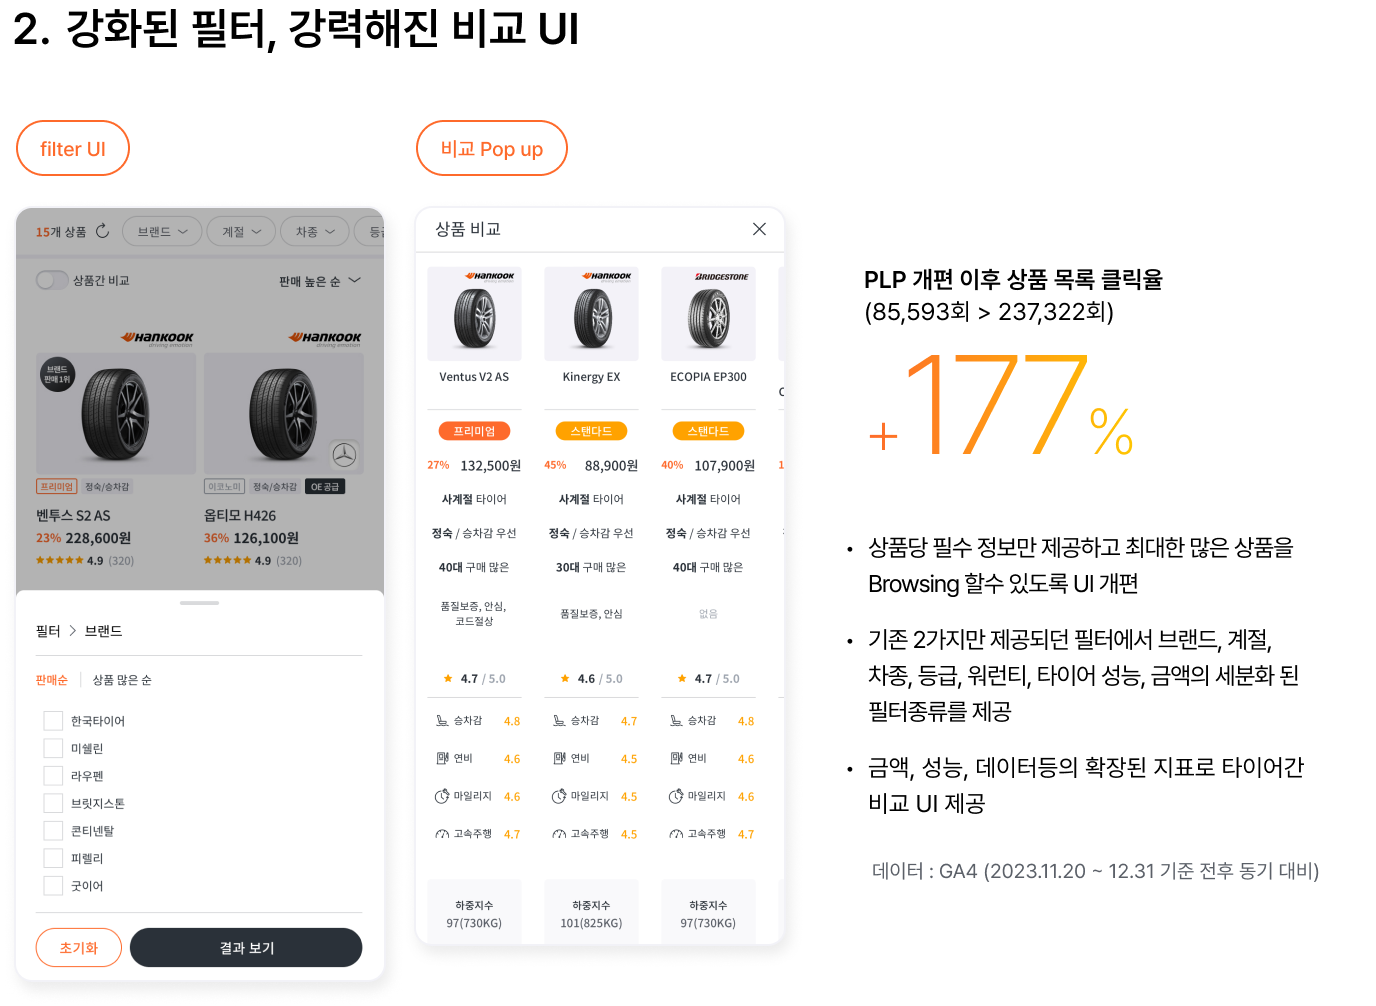 2. 강화된 필터, 강력해진 비교 UI
filter UI
15개 상품
브랜드
계절
차종
등급
상품간 비교
판매 높은 순
HANKOOK
driving emotion
HANKOOK
driving emotion
브랜드
판매 1위
프리미엄
정숙/승차감
이코노미
정숙/승차감
OE공급
벤투스 S2 AS
옵티모 H426
23% 228,600원
36% 126,100원
4.9 (320)
4.9 (320)
필터 > 브랜드
판매순
상품 많은 순
한국타이어
미쉘린
라우펜
브릿지스톤
콘티넨탈
피렐리
굿이어
초기화
결과 보기
비교 Pop up
상품 비교
HANKOOK
HANKOOK
BRIDGESTONE
Ventus V2 AS
Kinergy EX
ECOPIA EP300
프리미엄
스탠다드
스탠다드
27% 132,500원
45% 88,900원
40% 107,900원
1
사계절 타이어
사계절 타이어
사계절 타이어
정숙 / 승차감 우선
정숙 / 승차감 우선
정숙 / 승차감 우선
40대 구매 많은
30대 구매 많은
40대 구매 많은
품질보증, 안심,
코드절상
품질보증, 안심
없음
4.7 / 5.0
4.6 / 5.0
4.7 / 5.0
승차감 4.8
승차감 4.7
승차감 4.8
연비 4.6
연비 4.5
연비 4.6
마일리지 4.6
마일리지 4.5
마일리지 4.6
고속주행 4.7
고속주행 4.5
고속주행 4.7
하중지수
97(730KG)
하중지수
101(825KG)
하중지수
97(730KG)
PLP 개편 이후 상품 목록 클릭율
(85,593회 > 237,322회)
+177%
• 상품당 필수 정보만 제공하고 최대한 많은 상품을
Browsing 할수 있도록 UI 개편
• 기존 2가지만 제공되던 필터에서 브랜드, 계절,
차종, 등급, 워런티, 타이어 성능, 금액의 세분화 된
필터종류를 제공
• 금액, 성능, 데이터등의 확장된 지표로 타이어간
비교 UI 제공
데이터 : GA4 (2023.11.20 ~ 12.31 기준 전후 동기 대비)